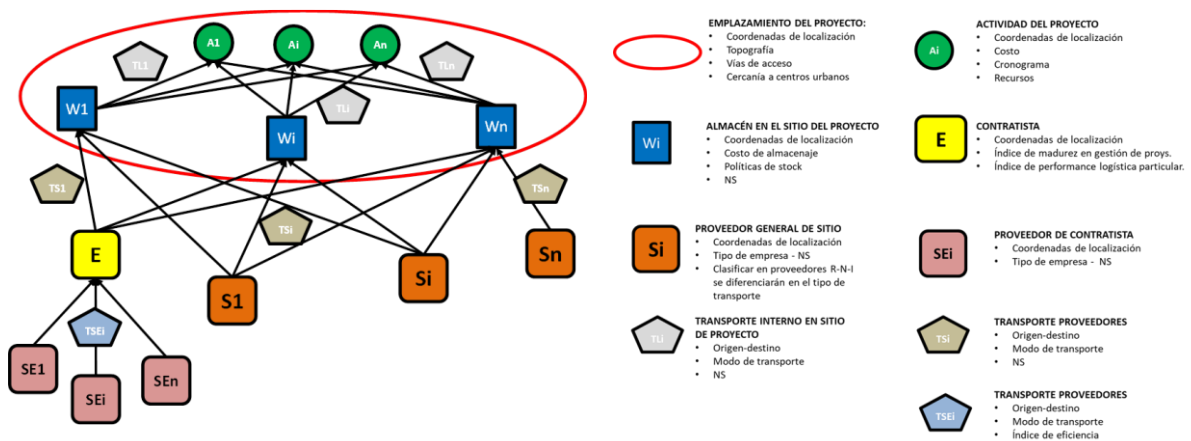 A1
Ai
An
TL1
TLn
TLi
W1
Wi
Wn
TS1
TSi
TSn
E
S1
Si
Sn
TSEi
SE1
SEi
SEn
EMPLAZAMIENTO DEL PROYECTO:
• Coordenadas de localización
• Topografía
• Vías de acceso
• Cercanía a centros urbanos
Ai
ACTIVIDAD DEL PROYECTO
• Coordenadas de localización
• Costo
• Cronograma
• Recursos
Wi
ALMACÉN EN EL SITIO DEL PROYECTO
• Coordenadas de localización
• Costo de almacenaje
• Políticas de stock
• NS
E
CONTRATISTA
• Coordenadas de localización
• Índice de madurez en gestión de proys.
• Índice de performance logística particular.
Si
PROVEEDOR GENERAL DE SITIO
• Coordenadas de localización
• Tipo de empresa - NS
• Clasificar en proveedores R-N-I
se diferenciarán en el tipo de
transporte
SEi
PROVEEDOR DE CONTRATISTA
• Coordenadas de localización
• Tipo de empresa - NS
TLi
TRANSPORTE INTERNO EN SITIO
DE PROYECTO
• Origen-destino
• Modo de transporte
• NS
TSi
TRANSPORTE PROVEEDORES
• Origen-destino
• Modo de transporte
• NS
TSEi
TRANSPORTE PROVEEDORES
• Origen-destino
• Modo de transporte
• Índice de eficiencia